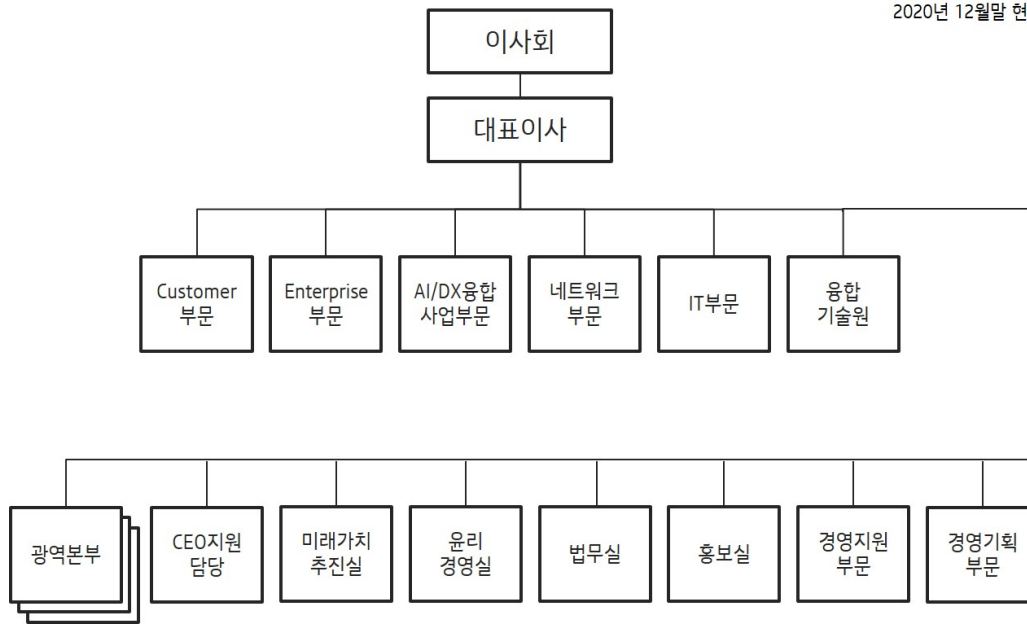 2020년 12월말 현
이사회
대표이사
Customer
부문
Enterprise
부문
AI/DX융합
사업부문
네트워크
부문
IT부문
융합
기술원
광역본부
CEO지원
담당
미래가치
추진실
윤리
경영실
법무실
홍보실
경영지원
부문
경영기획
부문